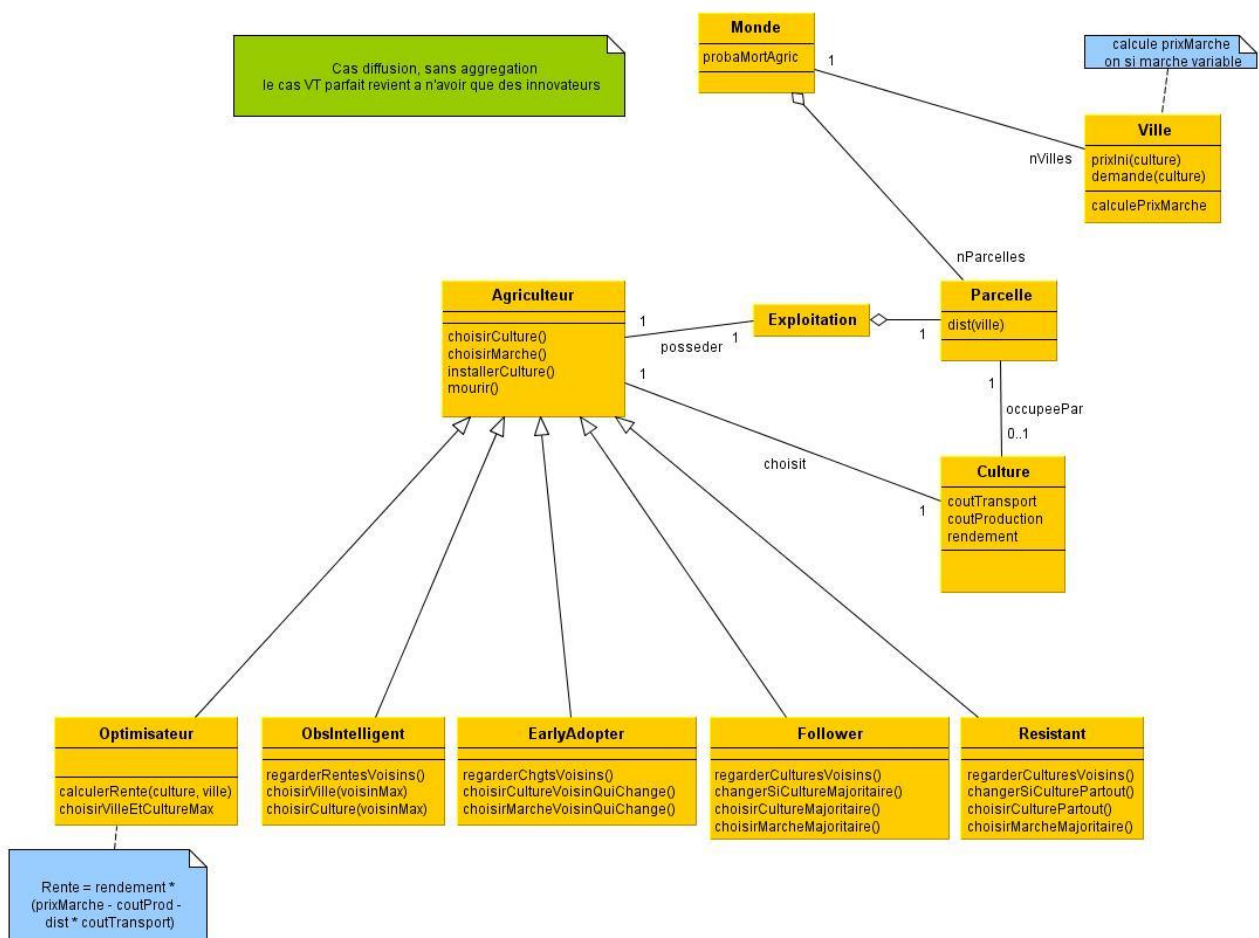 Cas diffusion, sans aggregation
le cas VT parfait revient a n'avoir que des innovateurs
Monde
probaMortAgric
1
calcule prixMarche
on si marche variable
Ville
prixIni(culture)
demande(culture)
calculePrixMarche
nVilles
nParcelles
Agriculteur
choisirCulture()
choisirMarche()
installerCulture()
mourir()
1
posseder
1
Exploitation
1
Parcelle
dist(ville)
1
occupeePar
0..1
1
choisit
1
Culture
coutTransport
coutProduction
rendement
Optimisateur
calculerRente(culture, ville)
choisirVilleEtCultureMax
ObsIntelligent
regarderRentesVoisins()
choisirVille(voisinMax)
choisirCulture(voisinMax)
EarlyAdopter
regarderChgtsVoisins()
choisirCultureVoisinQuiChange()
choisirMarcheVoisinQuiChange()
Follower
regarderCulturesVoisins()
changerSiCultureMajoritaire()
choisirCultureMajoritaire()
choisirMarcheMajoritaire()
Resistant
regarderCulturesVoisins()
changerSiCulturePartout()
choisirCulturePartout()
choisirMarcheMajoritaire()
Rente = rendement *
(prixMarche - coutProd -
dist * coutTransport)